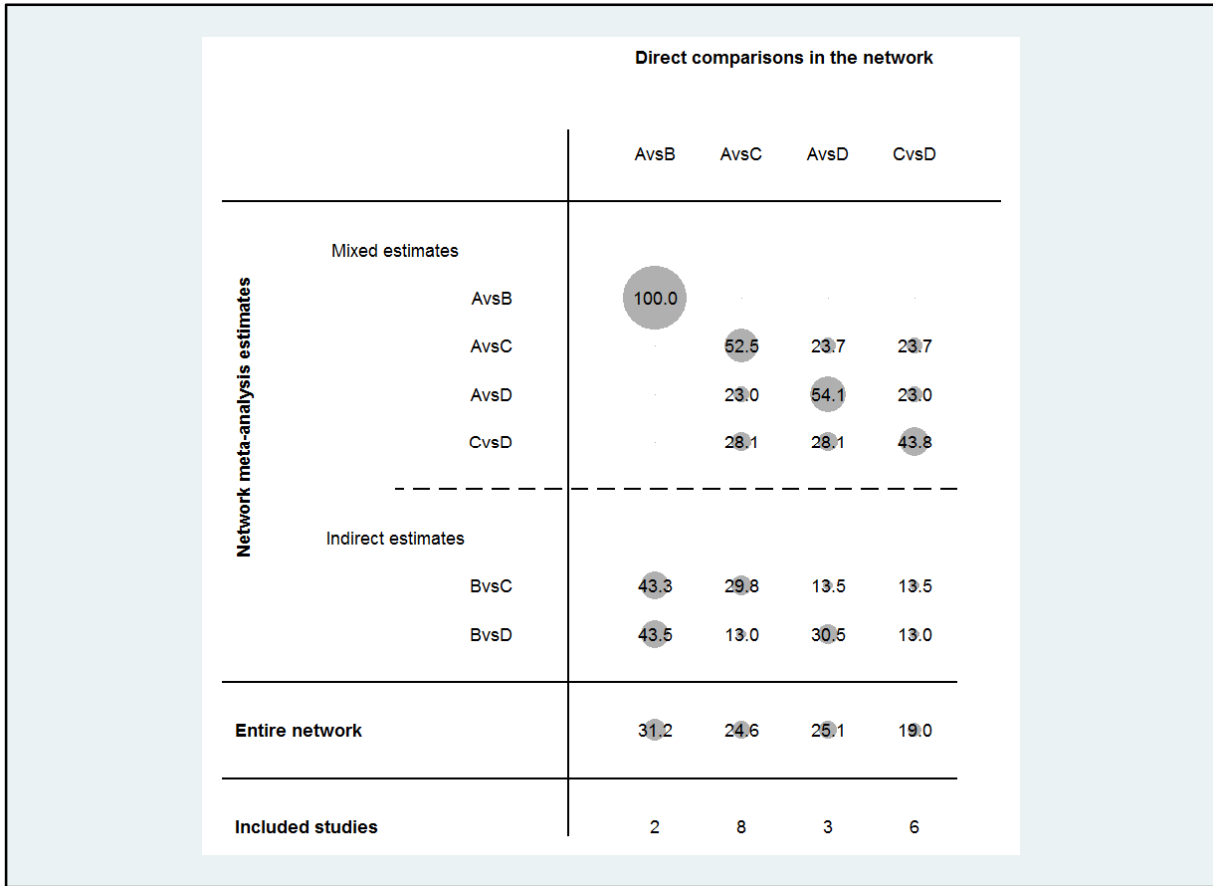 Direct comparisons in the network
AvsB AvsC AvsD CvsD
Network meta-analysis estimates
Mixed estimates
AvsB 100.0
AvsC 52.5 23.7 23.7
AvsD 23.0 54.1 23.0
CvsD 28.1 28.1 43.8
Indirect estimates
BvsC 43.3 29.8 13.5 13.5
BvsD 43.5 13.0 30.5 13.0
Entire network 31.2 24.6 25.1 19.0
Included studies 2 8 3 6